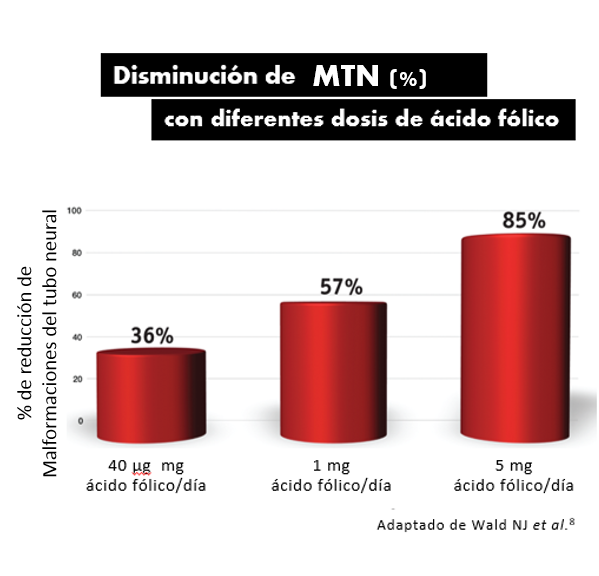 Disminución de MTN (%)
con diferentes dosis de ácido fólico
% de reducción de
Malformaciones del tubo neural
100
80
60
40
20
0
36%
57%
85%
40 µg mg
ácido fólico/día
1 mg
ácido fólico/día
5 mg
ácido fólico/día
Adaptado de Wald NJ et al.⁸